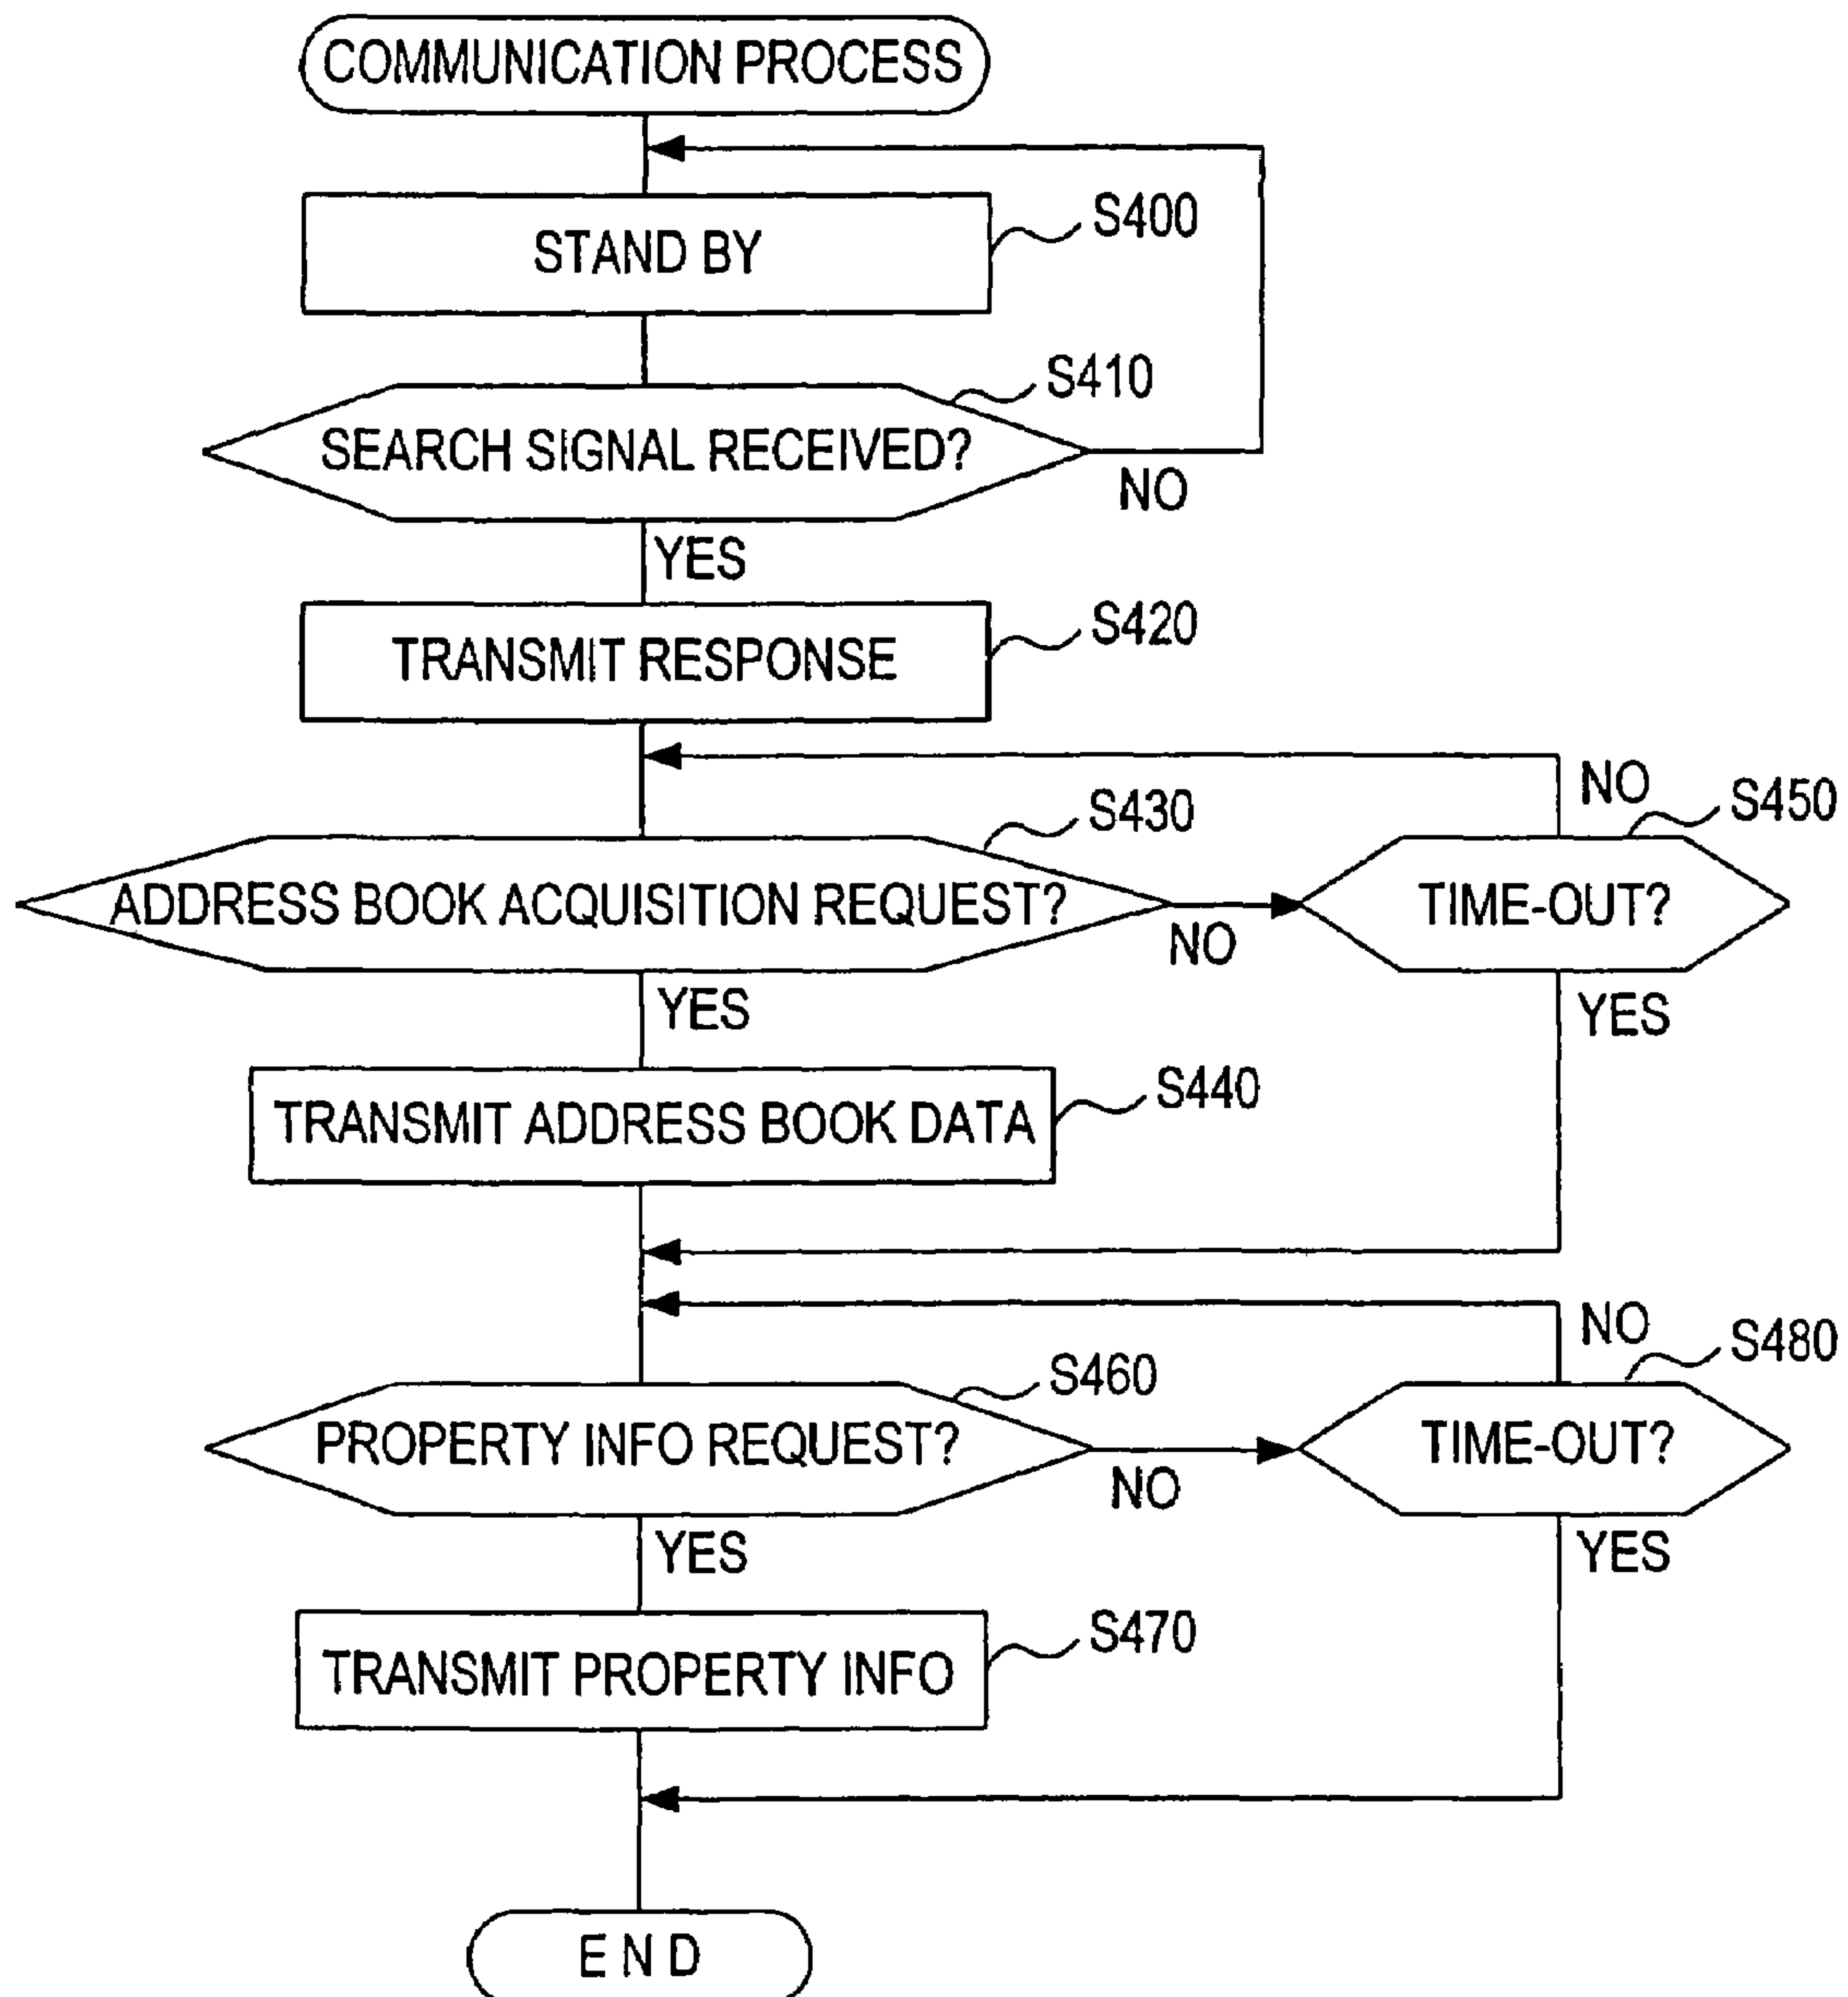 COMMUNICATION PROCESS
S400
STAND BY
S410
SEARCH SIGNAL RECEIVED?
NO
YES
S420
TRANSMIT RESPONSE
NO
S450
S430
ADDRESS BOOK ACQUISITION REQUEST?
NO
TIME-OUT?
YES
YES
S440
TRANSMIT ADDRESS BOOK DATA
NO
S480
S460
PROPERTY INFO REQUEST?
NO
TIME-OUT?
YES
YES
S470
TRANSMIT PROPERTY INFO
END